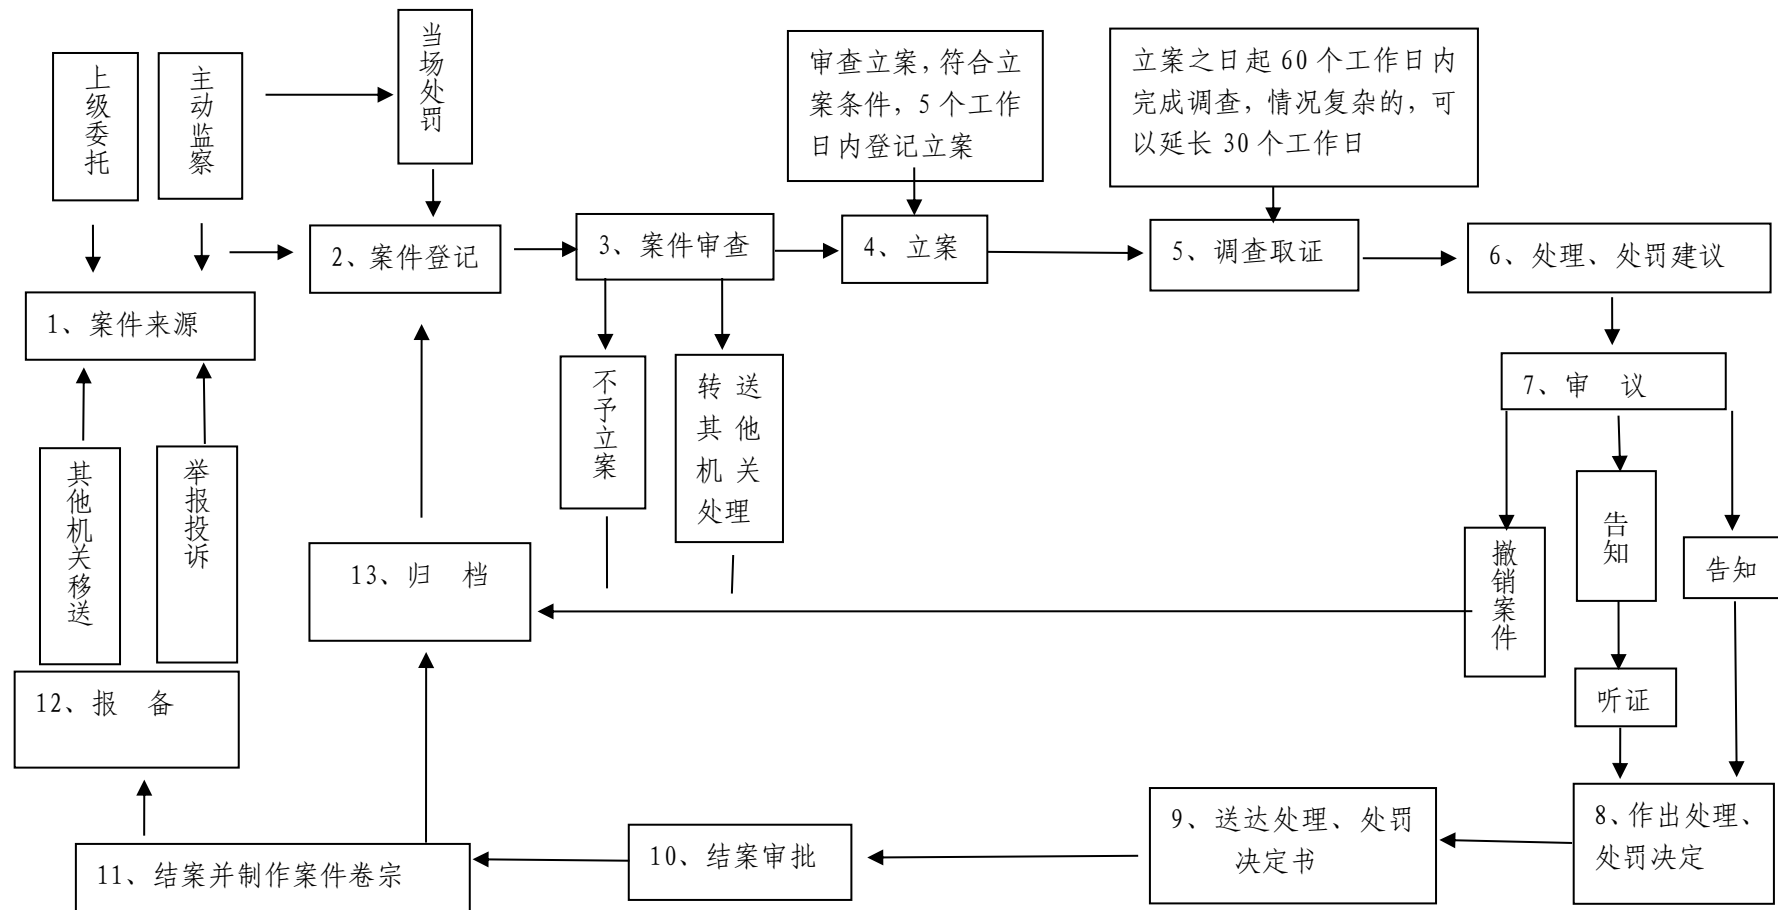 上级委托
主动监察
当场处罚
审查立案，符合立
案条件，5个工作
日内登记立案
立案之日起60个工作日内
完成调查，情况复杂的，可
以延长30个工作日
1、案件来源
2、案件登记
3、案件审查
4、立案
5、调查取证
6、处理、处罚建议
7、审　议
其他机关移送
举报投诉
不予立案
转送
其他
机关
处理
撤销案件
告知
告知
听证
13、归　档
12、报　备
11、结案并制作案件卷宗
10、结案审批
9、送达处理、处罚
决定书
8、作出处理、
处罚决定